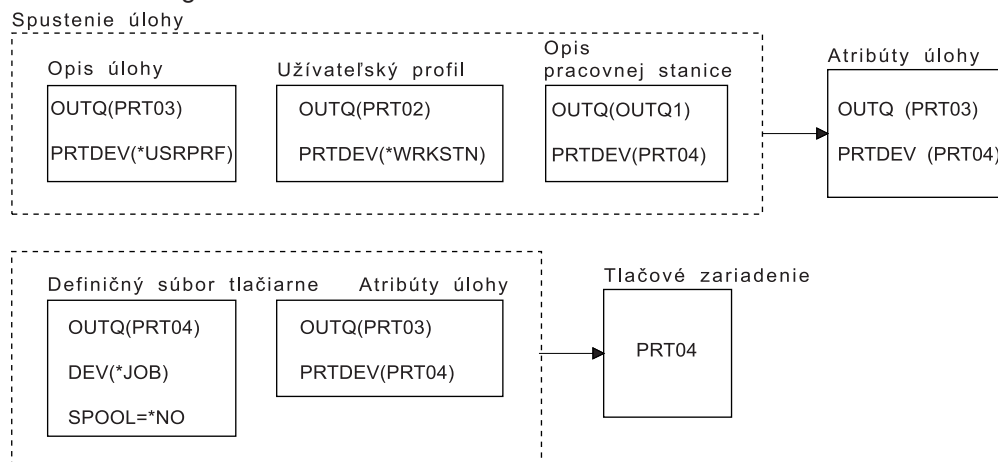 Spustenie úlohy
Opis úlohy
OUTQ(PRT03)
PRTDEV(*USRPRF)
Užívateľský profil
OUTQ(PRT02)
PRTDEV(*WRKSTN)
Opis
pracovnej stanice
OUTQ(OUTQ1)
PRTDEV(PRT04)
Atribúty úlohy
OUTQ (PRT03)
PRTDEV (PRT04)
Definičný súbor tlačiarne
OUTQ(PRT04)
DEV(*JOB)
SPOOL=*NO
Atribúty úlohy
OUTQ(PRT03)
PRTDEV(PRT04)
Tlačové zariadenie
PRT04